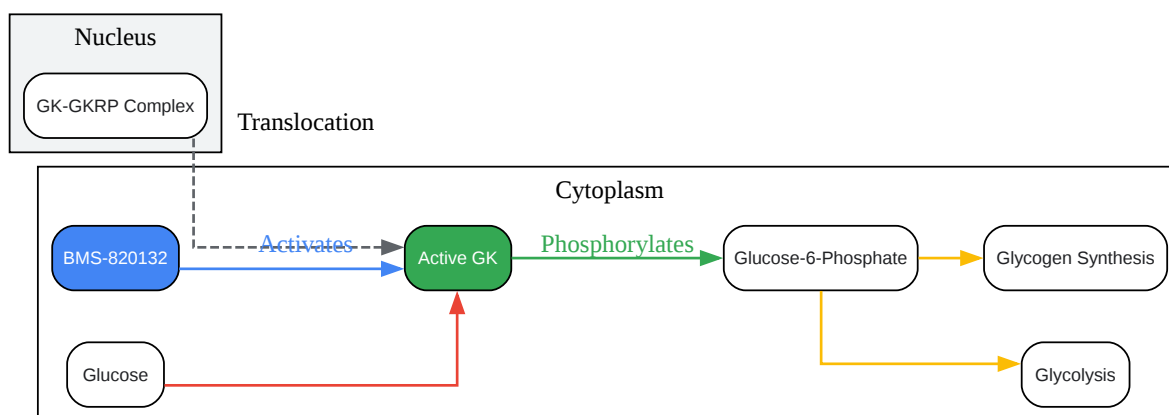 Nucleus
GK-GKRP Complex
Translocation
Cytoplasm
BMS-820132
Activates
Active GK
Phosphorylates
Glucose-6-Phosphate
Glycogen Synthesis
Glucose
Glycolysis